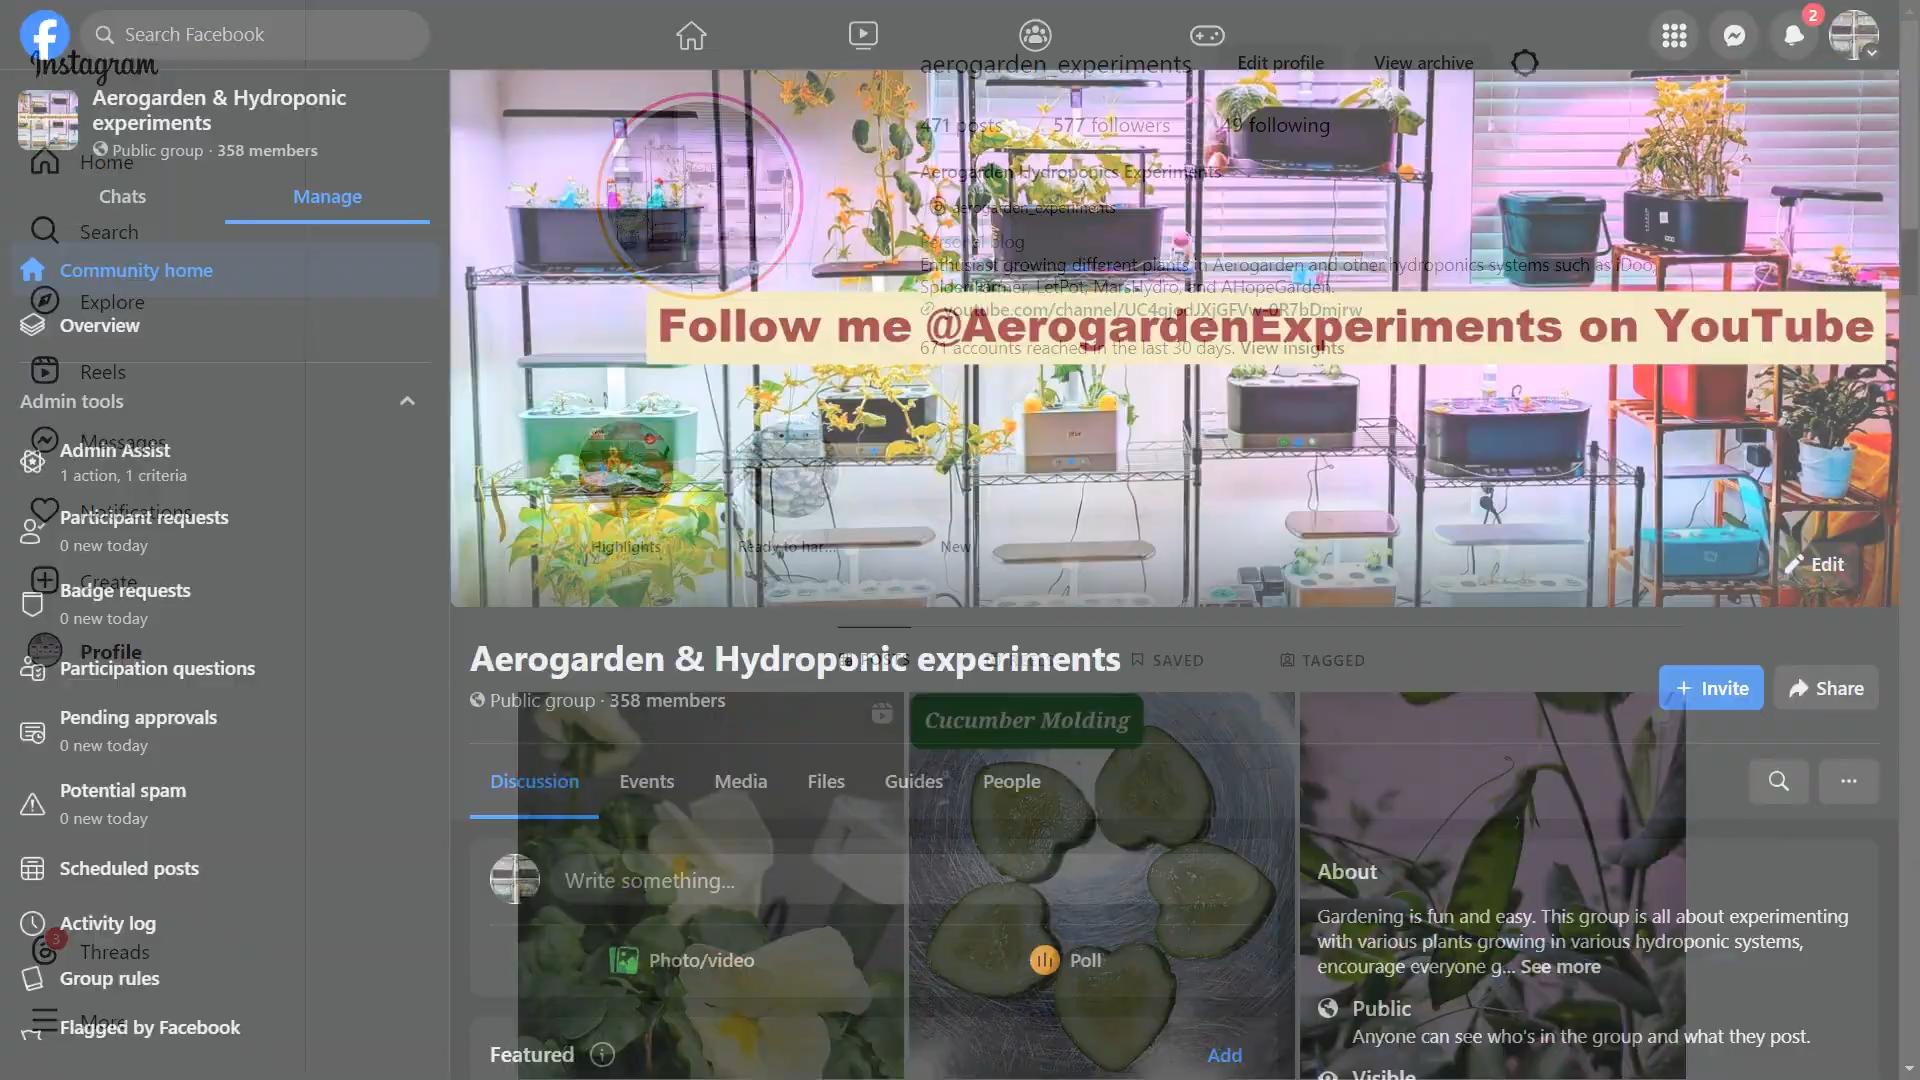 Search Facebook
2
Instagram
aerogarden_experiments
Edit profile
View archive
Aerogarden & Hydroponic
experiments
Public group · 358 members
471 posts
577 followers
49 following
Home
Aerogarden Hydroponics Experiments
Chats
Manage
aerogarden_experiments
Search
Personal blog
Community home
Enthusiast growing different plants in Aerogarden and other hydroponics systems such as iDoo,
Spider Farmer, LetPot, MarsHydro, and AHopeGarden.
Explore
Overview
Follow me @AerogardenExperiments on YouTube
671 accounts reached in the last 30 days. View insights
Reels
Admin tools
Messages
Admin Assist
1 action, 1 criteria
Notifications
Participant requests
0 new today
Highlights
Ready to har...
New
Edit
Create
Badge requests
0 new today
Profile
Participation questions
Aerogarden & Hydroponic experiments
SAVED
TAGGED
Public group · 358 members
Invite
Share
Pending approvals
0 new today
Cucumber Molding
Discussion
Events
Media
Files
Guides
People
Potential spam
0 new today
Scheduled posts
Write something...
About
Gardening is fun and easy. This group is all about experimenting
with various plants growing in various hydroponic systems,
encourage everyone g... See more
Activity log
3
Threads
Photo/video
Poll
Group rules
Public
Anyone can see who's in the group and what they post.
More
Flagged by Facebook
Featured
Add
Visible